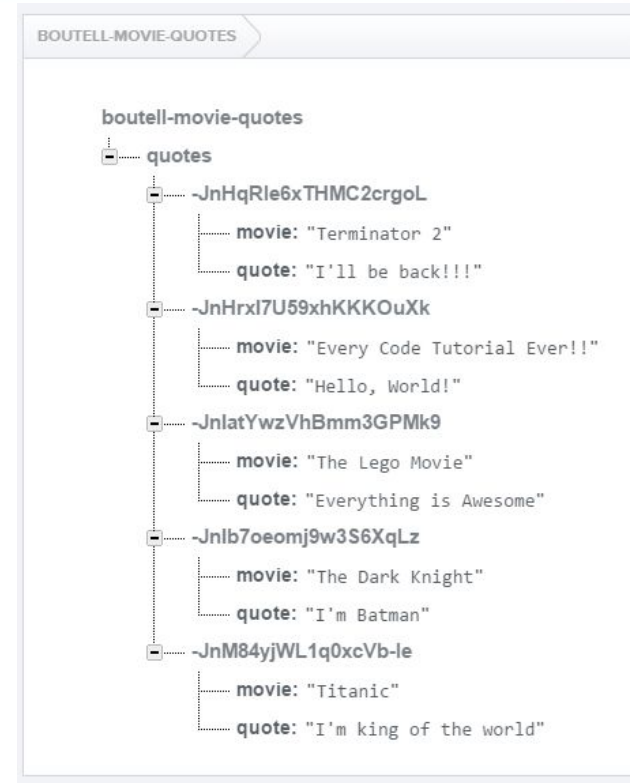 BOUTELL-MOVIE-QUOTES
boutell-movie-quotes
quotes
-JnHqRle6xTHMC2crgoL
movie: "Terminator 2"
quote: "I'll be back!!!"
-JnHrxI7U59xhKKKOuXk
movie: "Every Code Tutorial Ever!!"
quote: "Hello, World!"
-JnIatYwzVhBmm3GPMk9
movie: "The Lego Movie"
quote: "Everything is Awesome"
-JnIb7oeomj9w3S6XqLz
movie: "The Dark Knight"
quote: "I'm Batman"
-JnM84yjWL1q0xcVb-Ie
movie: "Titanic"
quote: "I'm king of the world"